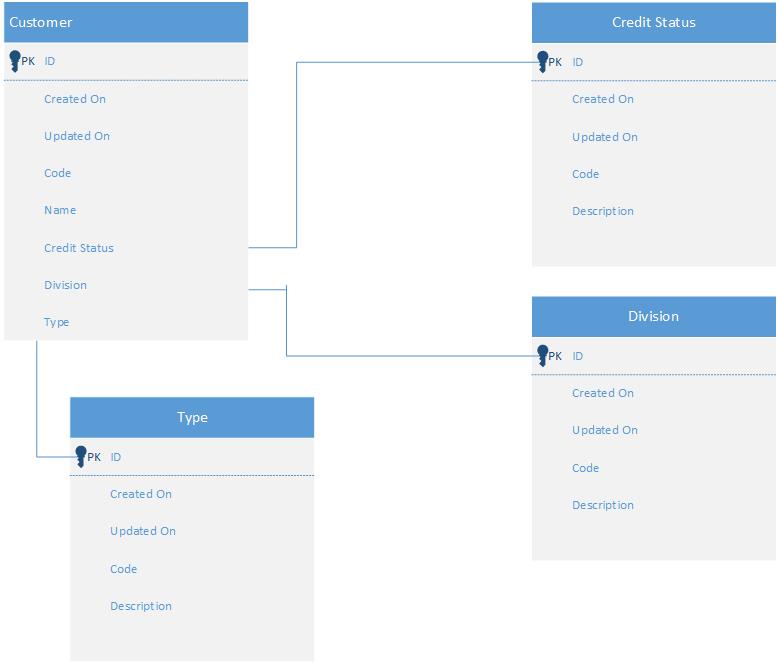 Customer
PK ID
Created On
Updated On
Code
Name
Credit Status
Division
Type
Credit Status
PK ID
Created On
Updated On
Code
Description
Division
PK ID
Created On
Updated On
Code
Description
Type
PK ID
Created On
Updated On
Code
Description